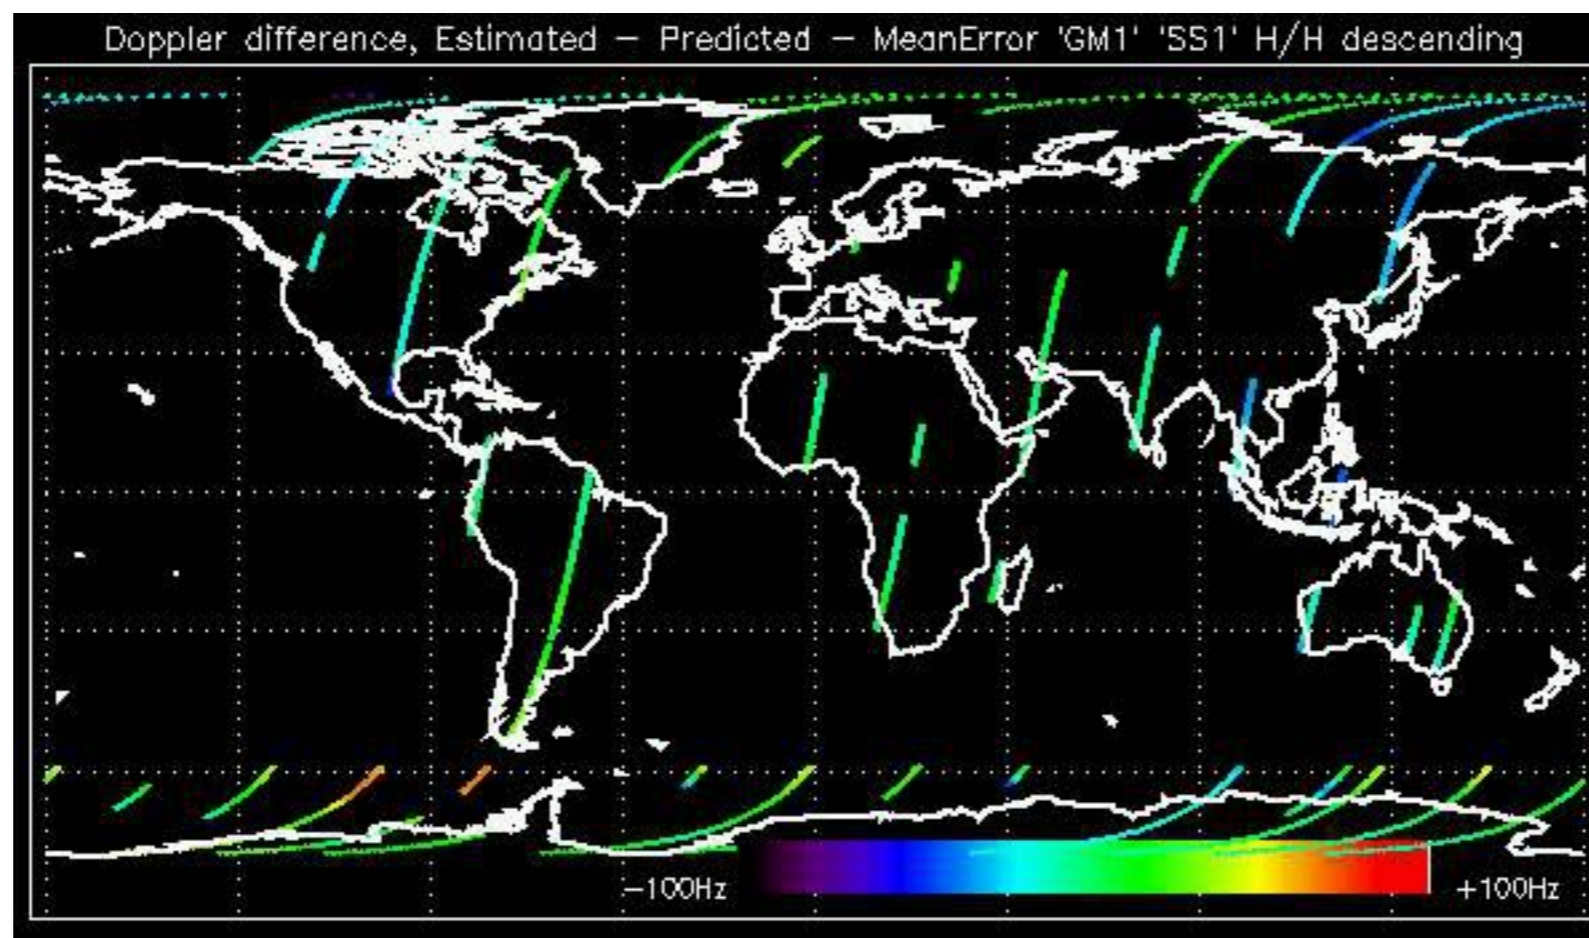 Doppler difference, Estimated – Predicted – MeanError 'GM1' 'SS1' H/H descending
–100Hz +100Hz